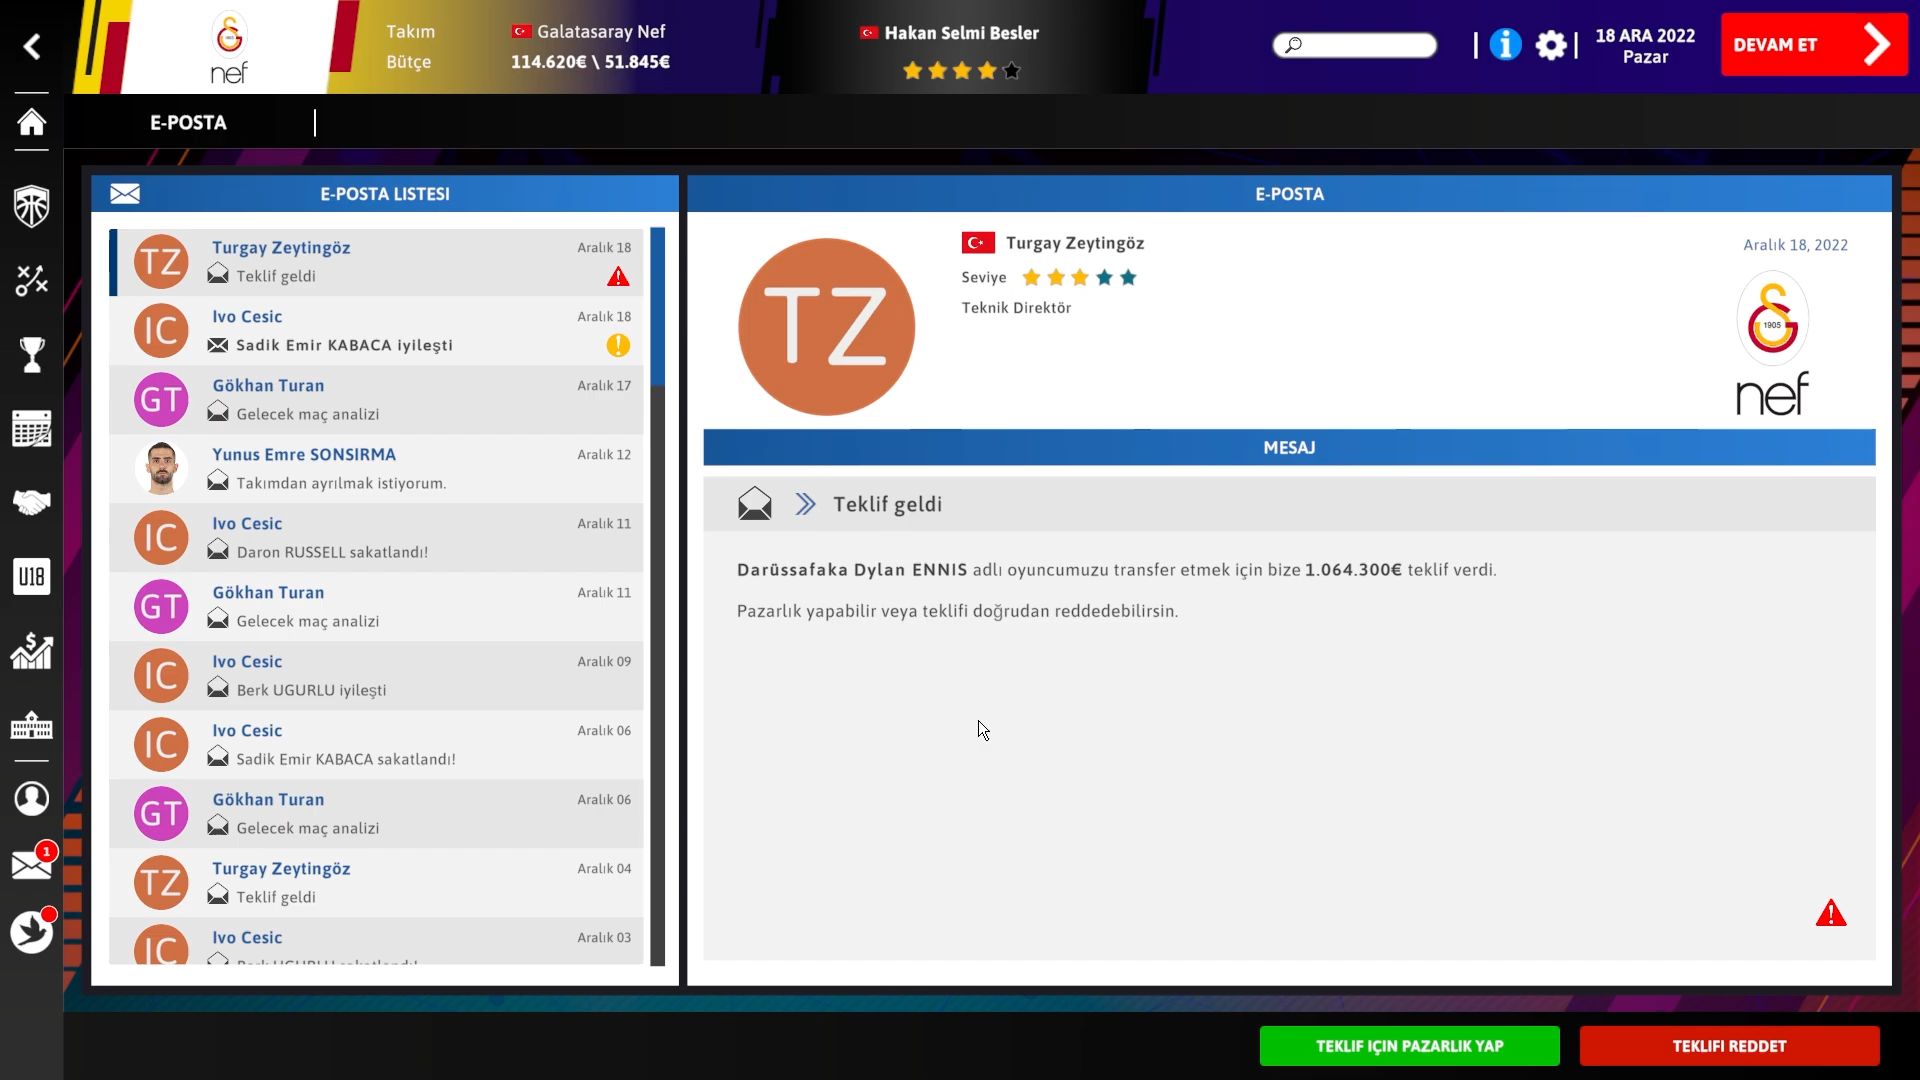 nef
Takım
Galatasaray Nef
Bütçe
114.620€ \ 51.845€
Hakan Selmi Besler
18 ARA 2022
Pazar
DEVAM ET
E-POSTA
E-POSTA LISTESI
TZ
Turgay Zeytingöz
Aralık 18
Teklif geldi
IC
Ivo Cesic
Aralık 18
Sadik Emir KABACA iyileşti
GT
Gökhan Turan
Aralık 17
Gelecek maç analizi
Yunus Emre SONSIRMA
Aralık 12
Takımdan ayrılmak istiyorum.
IC
Ivo Cesic
Aralık 11
Daron RUSSELL sakatlandı!
GT
Gökhan Turan
Aralık 11
Gelecek maç analizi
IC
Ivo Cesic
Aralık 09
Berk UGURLU iyileşti
IC
Ivo Cesic
Aralık 06
Sadik Emir KABACA sakatlandı!
GT
Gökhan Turan
Aralık 06
Gelecek maç analizi
TZ
Turgay Zeytingöz
Aralık 04
Teklif geldi
IC
Ivo Cesic
Aralık 03
Berk UGURLU sakatlandı!
U18
1
E-POSTA
TZ
Turgay Zeytingöz
Seviye
Teknik Direktör
Aralık 18, 2022
1905
nef
MESAJ
Teklif geldi
Darüssafaka Dylan ENNIS adlı oyuncumuzu transfer etmek için bize 1.064.300€ teklif verdi.
Pazarlık yapabilir veya teklifi doğrudan reddedebilirsin.
TEKLIF IÇIN PAZARLIK YAP
TEKLIFI REDDET